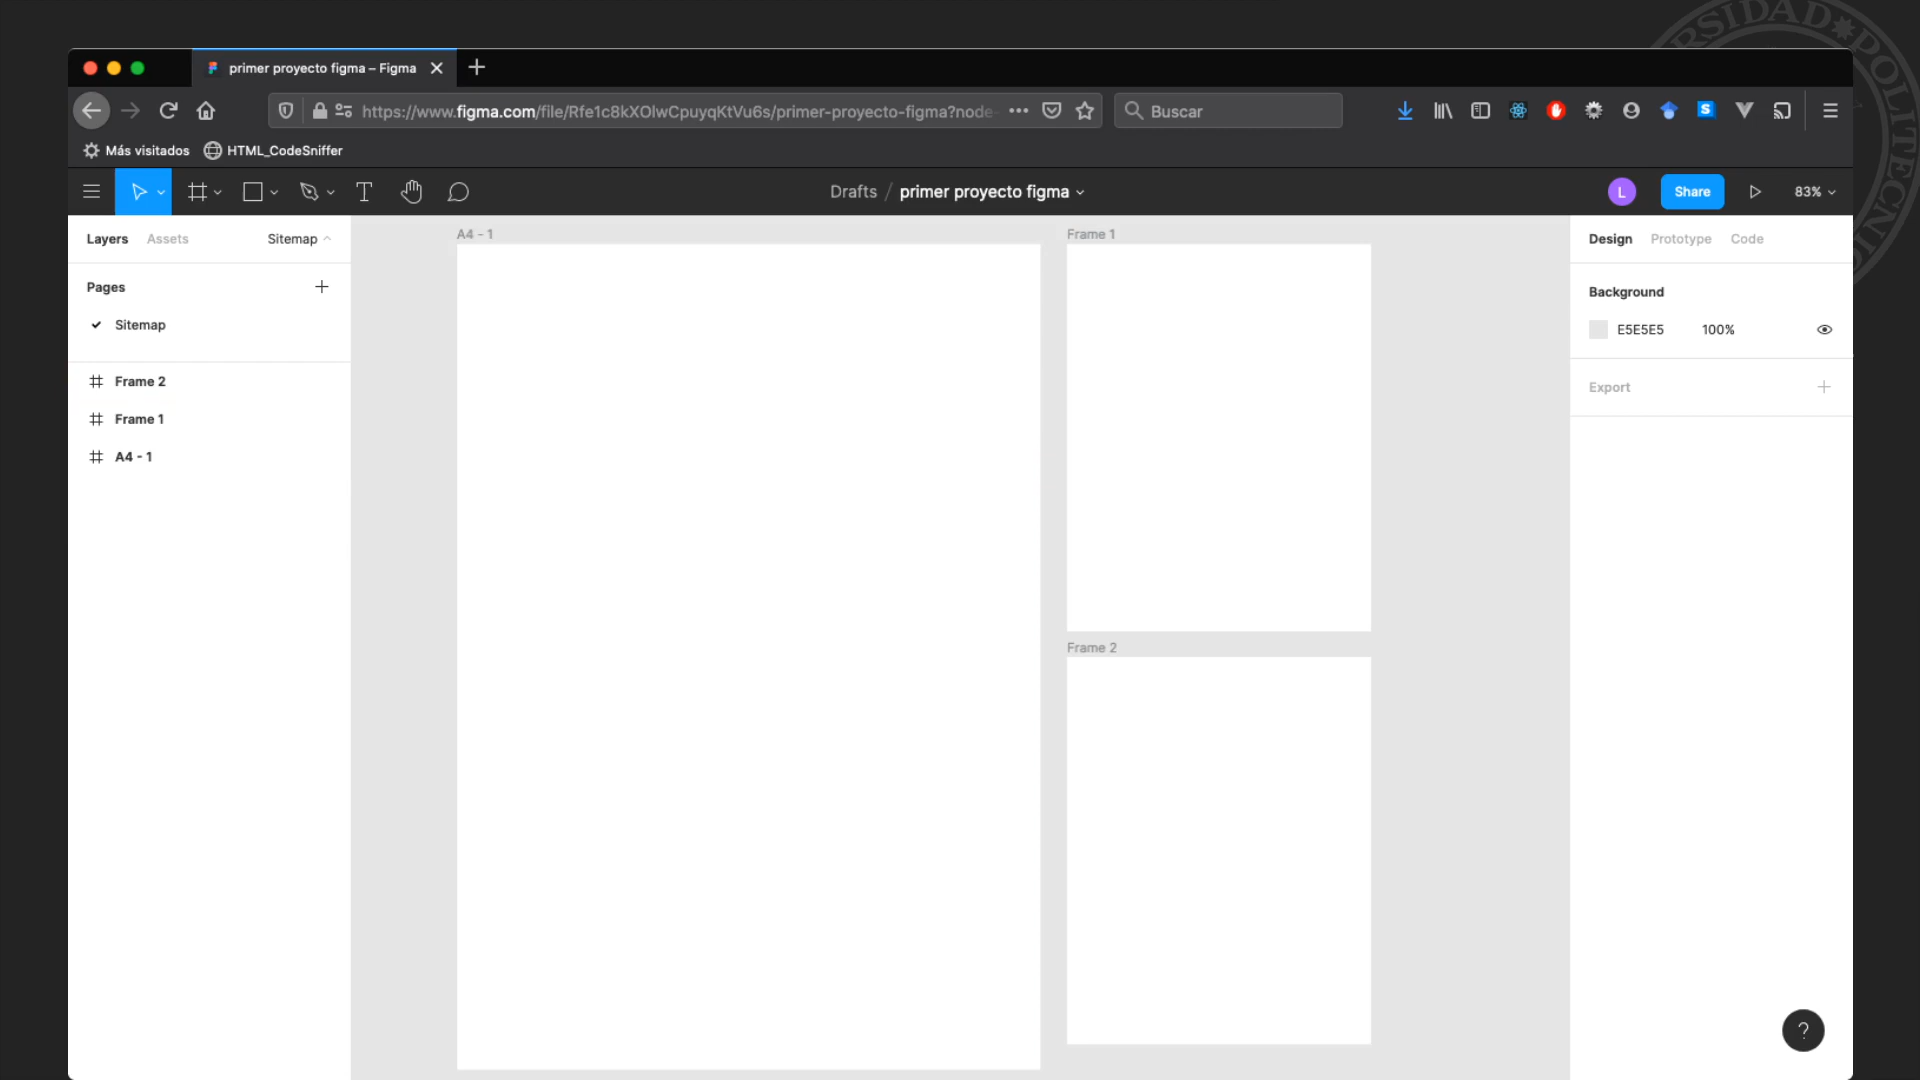 primer proyecto figma – Figma
https://www.figma.com/file/Rfe1c8kXOlwCpuyqKtVu6s/primer-proyecto-figma?node-
Buscar
Más visitados
HTML_CodeSniffer
Drafts / primer proyecto figma
L
Share
83%
Layers
Assets
Sitemap
Pages
Sitemap
Frame 2
Frame 1
A4 - 1
A4 - 1
Frame 1
Frame 2
Design
Prototype
Code
Background
E5E5E5
100%
Export
?
S